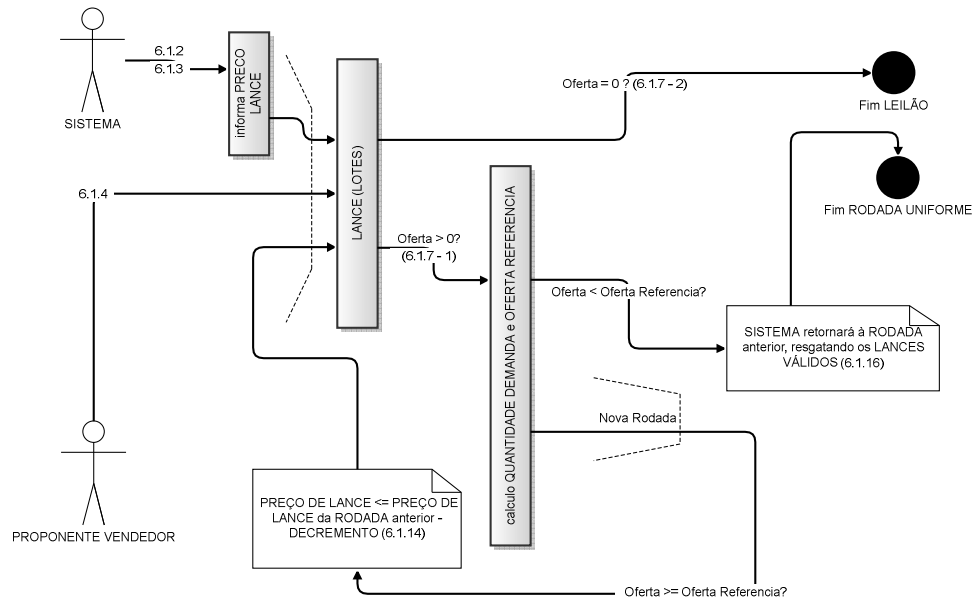 6.1.2
6.1.3
SISTEMA
informa PRECO
LANCE
LANCE (LOTES)
Oferta = 0 ? (6.1.7 - 2)
Fim LEILÃO
6.1.4
Fim RODADA UNIFORME
Oferta > 0?
(6.1.7 - 1)
calculo QUANTIDADE DEMANDA e OFERTA REFERENCIA
Oferta < Oferta Referencia?
SISTEMA retornará à RODADA
anterior, resgatando os LANCES
VÁLIDOS (6.1.16)
Nova Rodada
PROPONENTE VENDEDOR
PREÇO DE LANCE <= PREÇO DE
LANCE da RODADA anterior -
DECREMENTO (6.1.14)
Oferta >= Oferta Referencia?